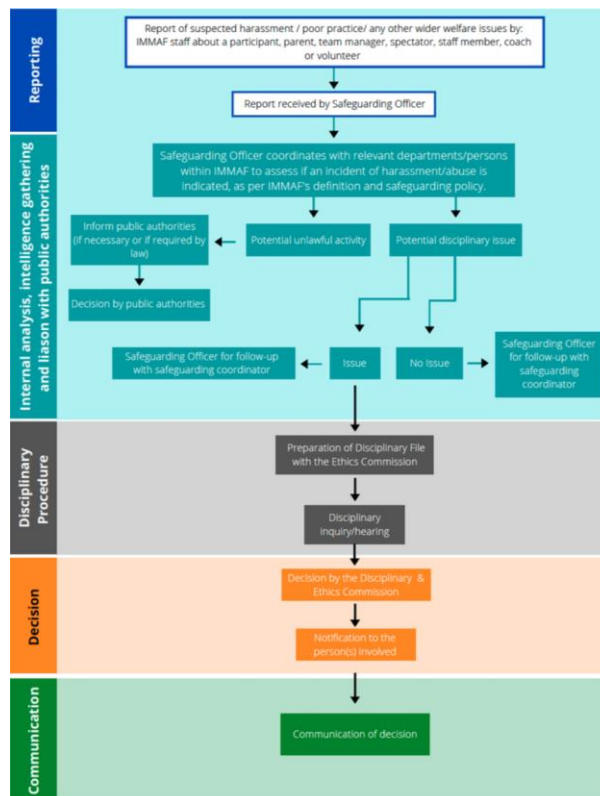 Reporting
Report of suspected harassment / poor practice/ any other wider welfare issues by:
IMMAF staff about a participant, parent, team manager, spectator, staff member, coach
or volunteer
Report received by Safeguarding Officer
Internal analysis, intelligence gathering
and liason with public authorities
Safeguarding Officer coordinates with relevant departments/persons
within IMMAF to assess if an incident of harassment/abuse is
indicated, as per IMMAF's definition and safeguarding policy.
Inform public authorities
(if necessary or if required by
law)
Potential unlawful activity
Potential disciplinary issue
Decision by public authorities
Safeguarding Officer for follow-up
with safeguarding coordinator
Issue
No Issue
Safeguarding Officer
for follow-up with
safeguarding
coordinator
Disciplinary
Procedure
Preparation of Disciplinary File
with the Ethics Commission
Disciplinary
inquiry/hearing
Decision
Decision by the Disciplinary &
Ethics Commission
Notification to the
person(s) involved
Communication
Communication of decision